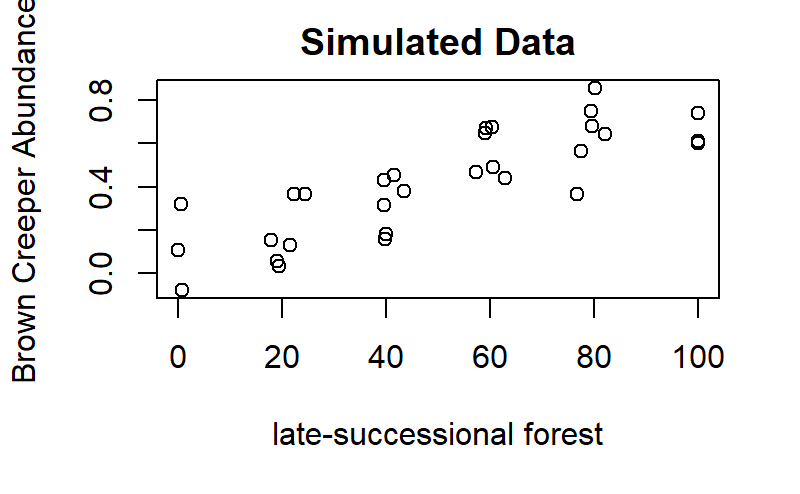 Simulated Data
Brown Creeper Abundance
0.8
0.4
0.0
0 20 40 60 80 100
late-successional forest